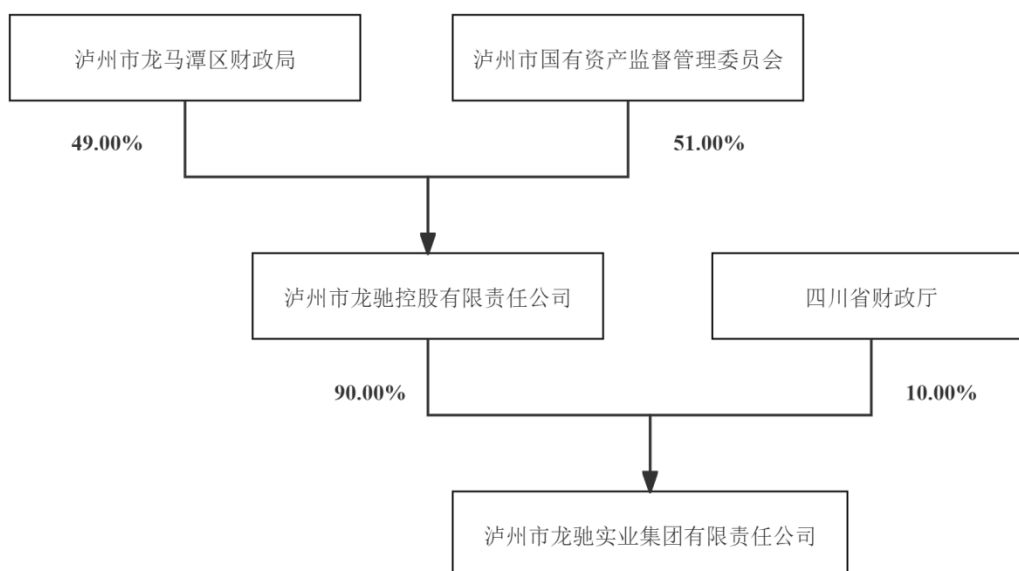 泸州市龙马潭区财政局
泸州市国有资产监督管理委员会
49.00%
51.00%
泸州市龙驰控股有限责任公司
四川省财政厅
90.00%
10.00%
泸州市龙驰实业集团有限责任公司